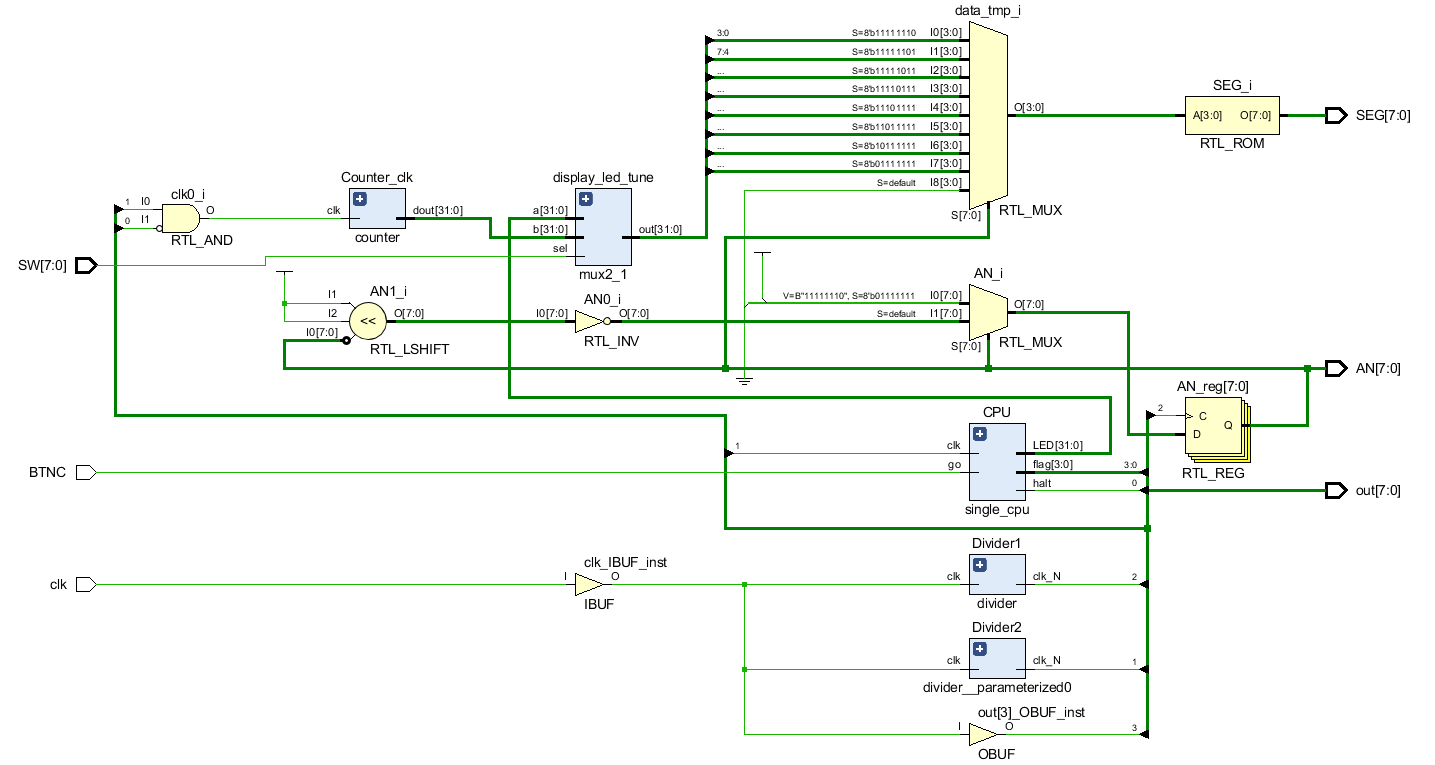 data_tmp_i
3:0 S=8'b11111110 I0[3:0]
7:4 S=8'b11111101 I1[3:0]
... S=8'b11111011 I2[3:0]
... S=8'b11110111 I3[3:0]
... S=8'b11101111 I4[3:0]
... S=8'b11011111 I5[3:0]
... S=8'b10111111 I6[3:0]
... S=8'b01111111 I7[3:0]
S=default I8[3:0]
S[7:0]
O[3:0]
RTL_MUX
SEG_i
A[3:0] O[7:0]
RTL_ROM
SEG[7:0]
clk0_i
1 I0
0 I1
O
RTL_AND
Counter_clk
clk
dout[31:0]
counter
display_led_tune
a[31:0]
b[31:0]
sel
out[31:0]
mux2_1
SW[7:0]
AN1_i
I1
I2
I0[7:0]
<<
O[7:0]
RTL_LSHIFT
AN0_i
I0[7:0]
O[7:0]
RTL_INV
AN_i
V=B"11111110", S=8'b01111111 I0[7:0]
S=default I1[7:0]
S[7:0]
O[7:0]
RTL_MUX
AN[7:0]
AN_reg[7:0]
2
C
D
Q
RTL_REG
CPU
1 clk
go
LED[31:0]
flag[3:0] 3:0
halt 0
single_cpu
BTNC
out[7:0]
clk
clk_IBUF_inst
I
O
IBUF
Divider1
clk
clk_N 2
divider
Divider2
clk
clk_N 1
divider__parameterized0
out[3]_OBUF_inst
I
O 3
OBUF